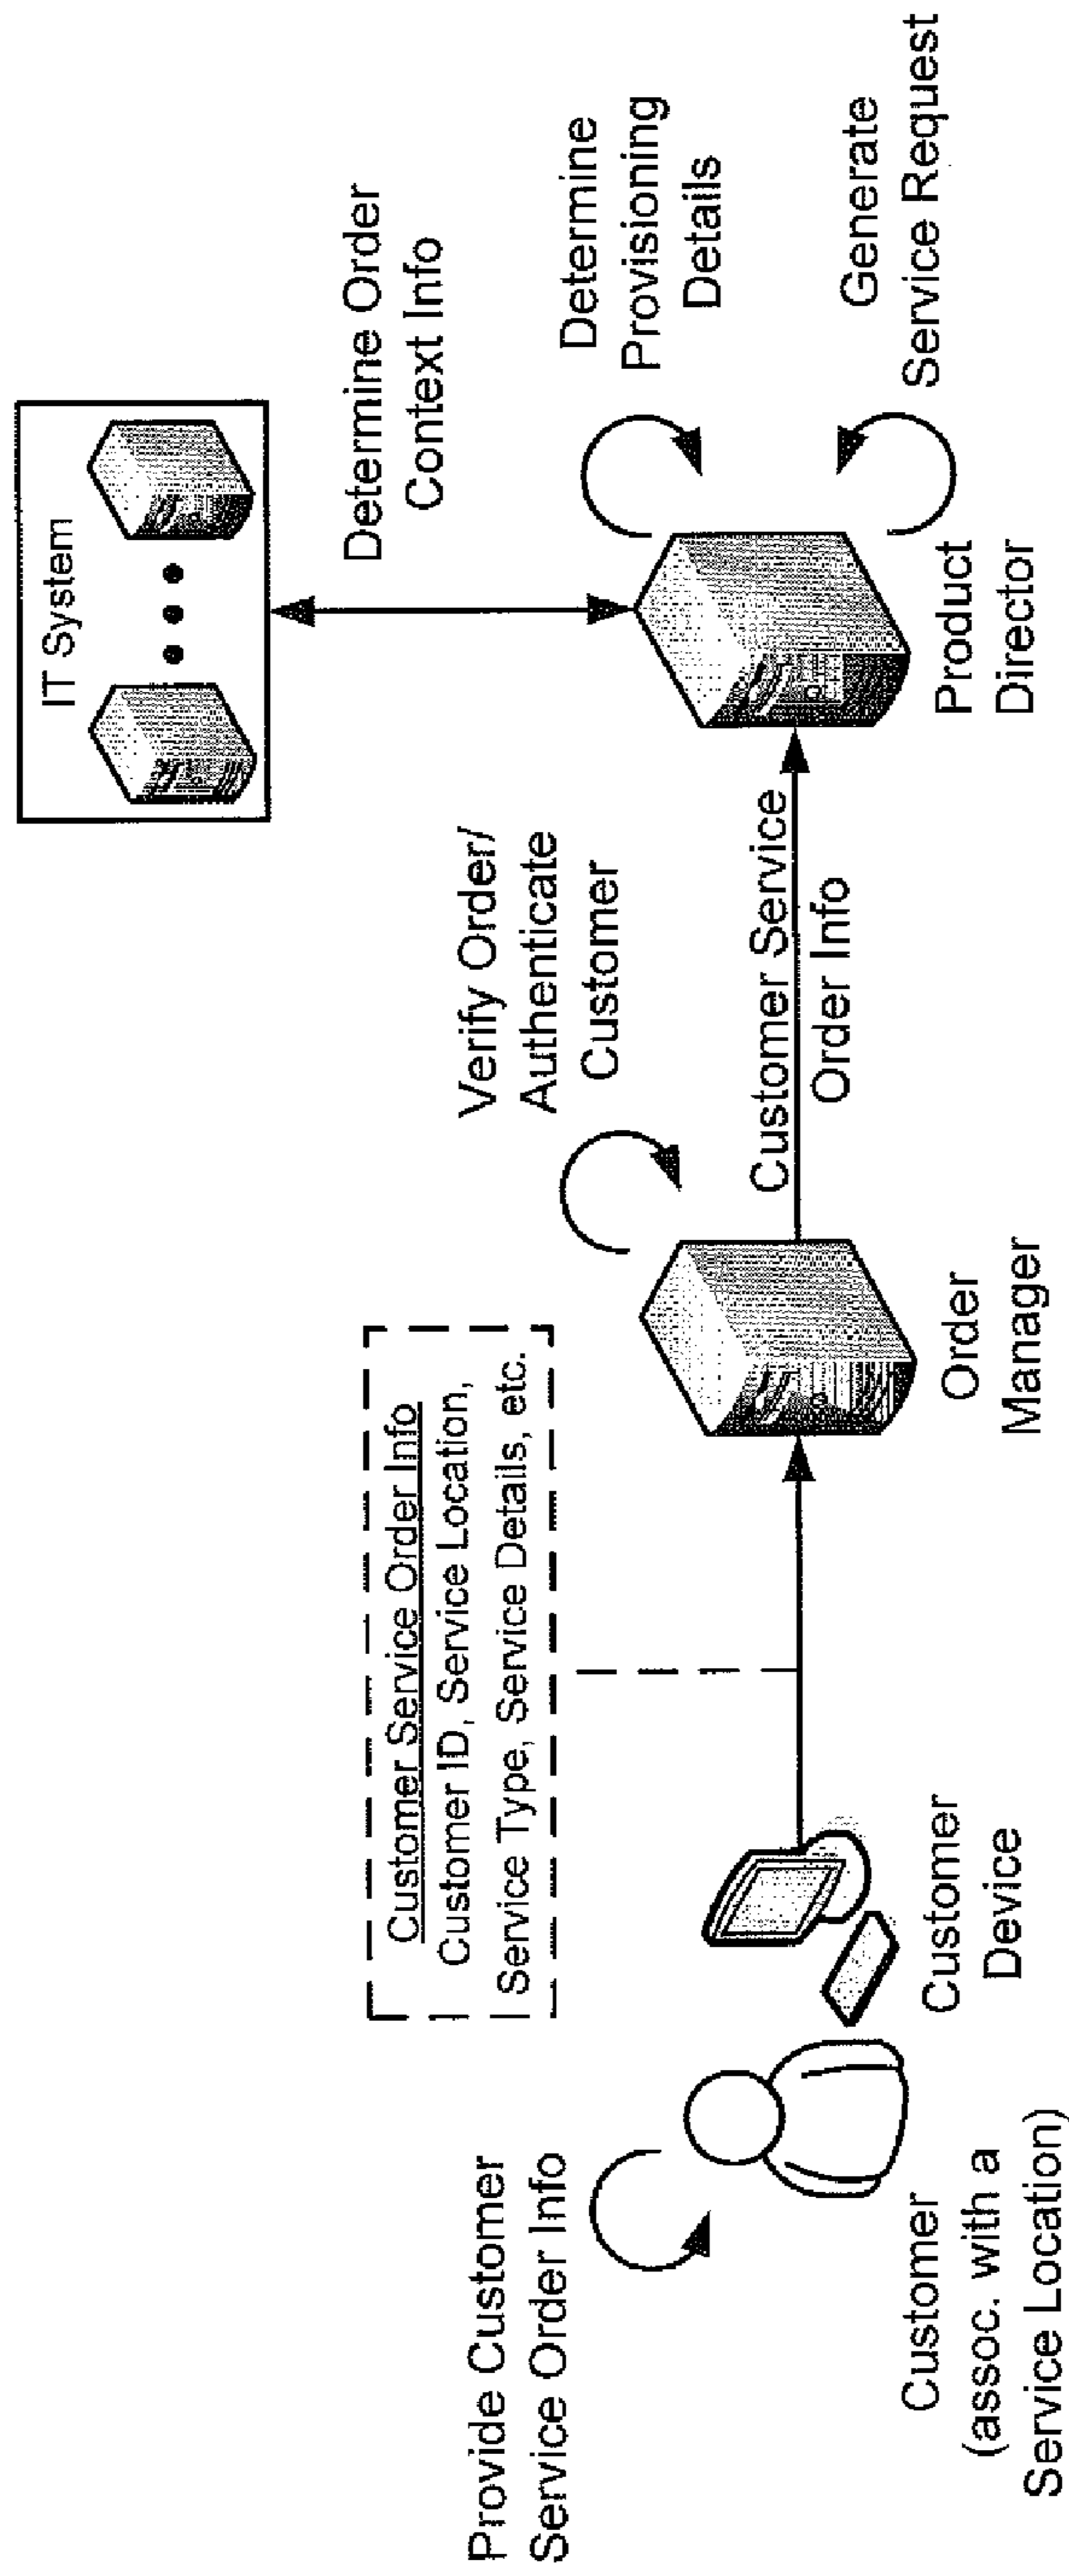 Provide Customer
Service Order Info
Customer
(assoc. with a
Service Location)
Customer
Device
Customer Service Order Info
Customer ID, Service Location,
Service Type, Service Details, etc.
Verify Order/
Authenticate
Customer
Order
Manager
Customer Service
Order Info
IT System
Determine Order
Context Info
Determine
Provisioning
Details
Generate
Service Request
Product
Director